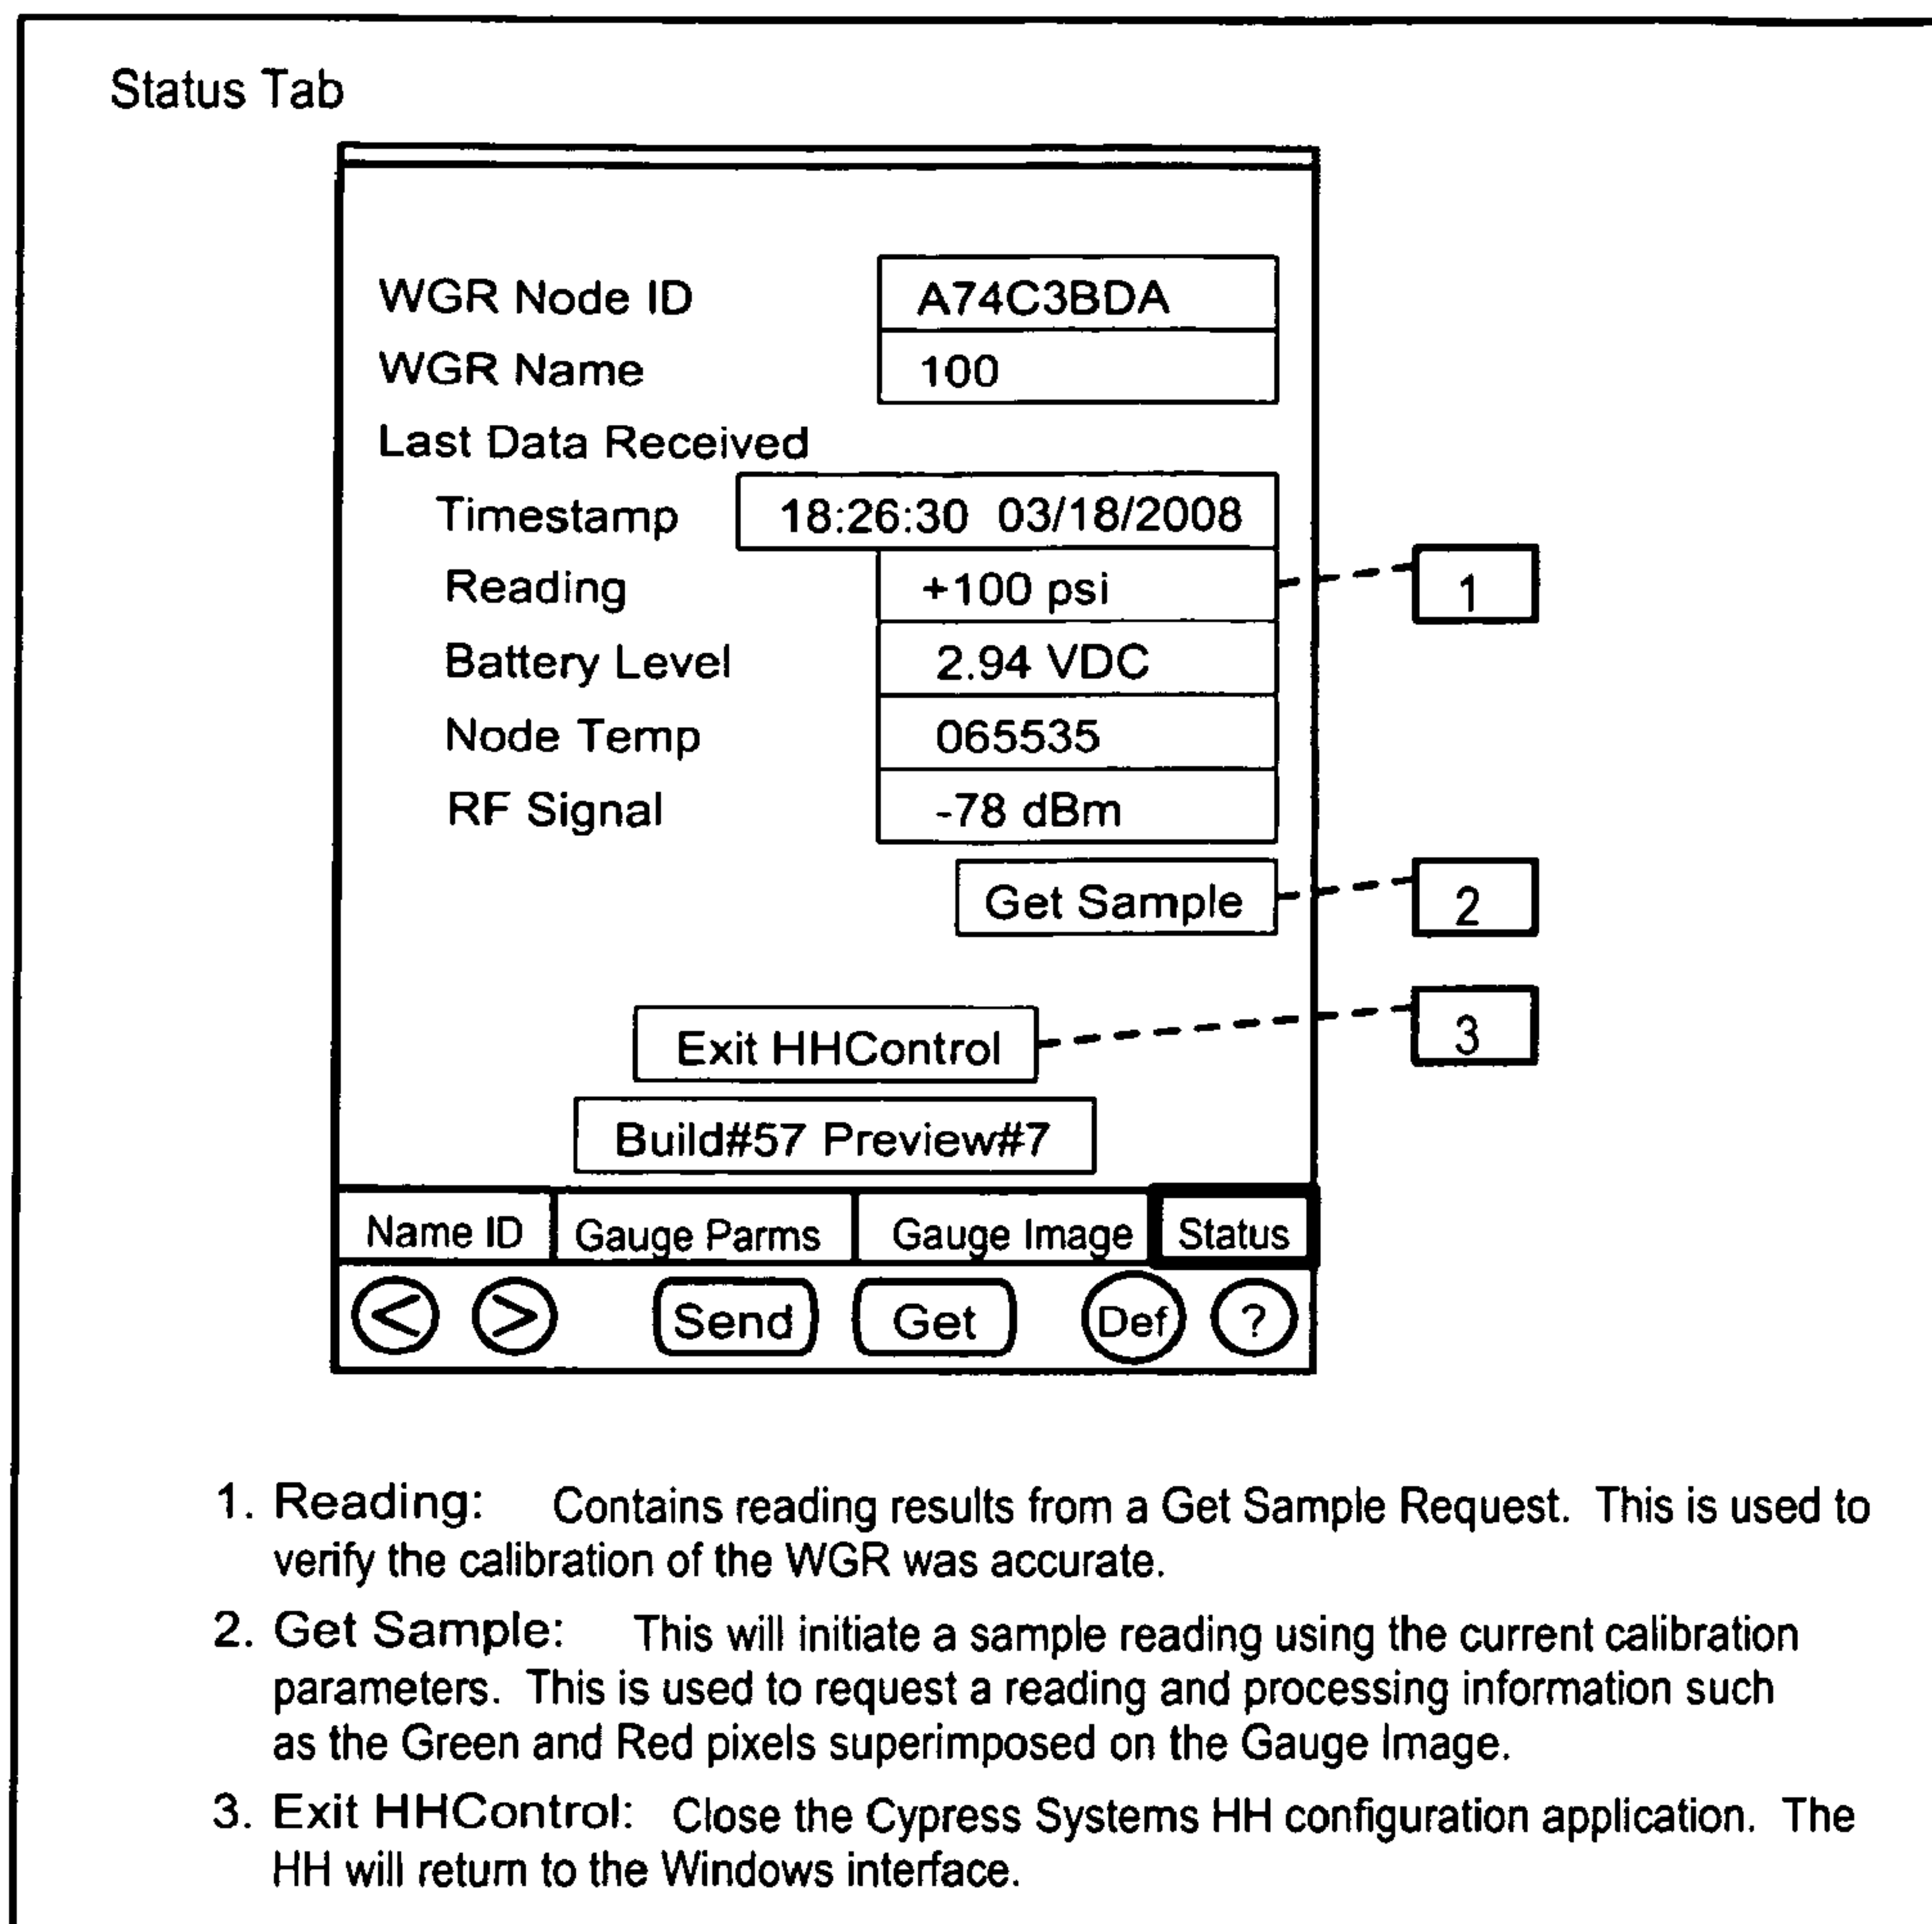 Status Tab
WGR Node ID A74C3BDA
WGR Name 100
Last Data Received
Timestamp 18:26:30 03/18/2008
Reading +100 psi 1
Battery Level 2.94 VDC
Node Temp 065535
RF Signal -78 dBm
Get Sample 2
Exit HHControl 3
Build#57 Preview#7
Name ID Gauge Parms Gauge Image Status
< > Send Get Def ?
1. Reading: Contains reading results from a Get Sample Request. This is used to
verify the calibration of the WGR was accurate.
2. Get Sample: This will initiate a sample reading using the current calibration
parameters. This is used to request a reading and processing information such
as the Green and Red pixels superimposed on the Gauge Image.
3. Exit HHControl: Close the Cypress Systems HH configuration application. The
HH will return to the Windows interface.